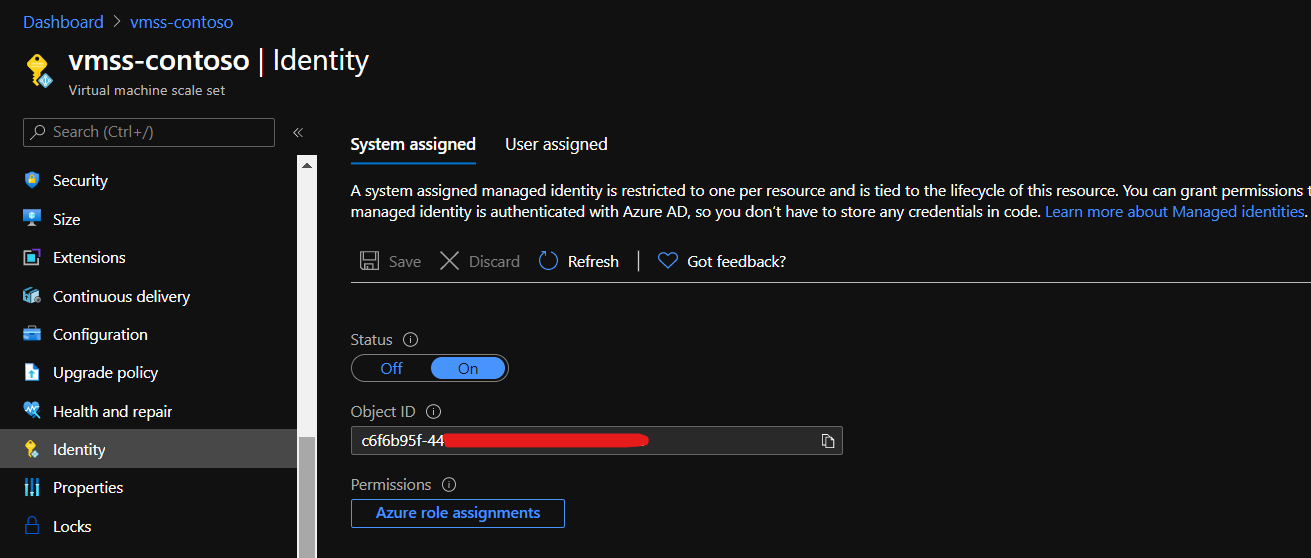 Dashboard > vmss-contoso
vmss-contoso | Identity
Virtual machine scale set
Search (Ctrl+/)
«
Security
Size
Extensions
Continuous delivery
Configuration
Upgrade policy
Health and repair
Identity
Properties
Locks
System assigned User assigned
A system assigned managed identity is restricted to one per resource and is tied to the lifecycle of this resource. You can grant permissions t
managed identity is authenticated with Azure AD, so you don't have to store any credentials in code. Learn more about Managed identities.
Save Discard Refresh | Got feedback?
Status
Off On
Object ID
c6f6b95f-44
Permissions
Azure role assignments